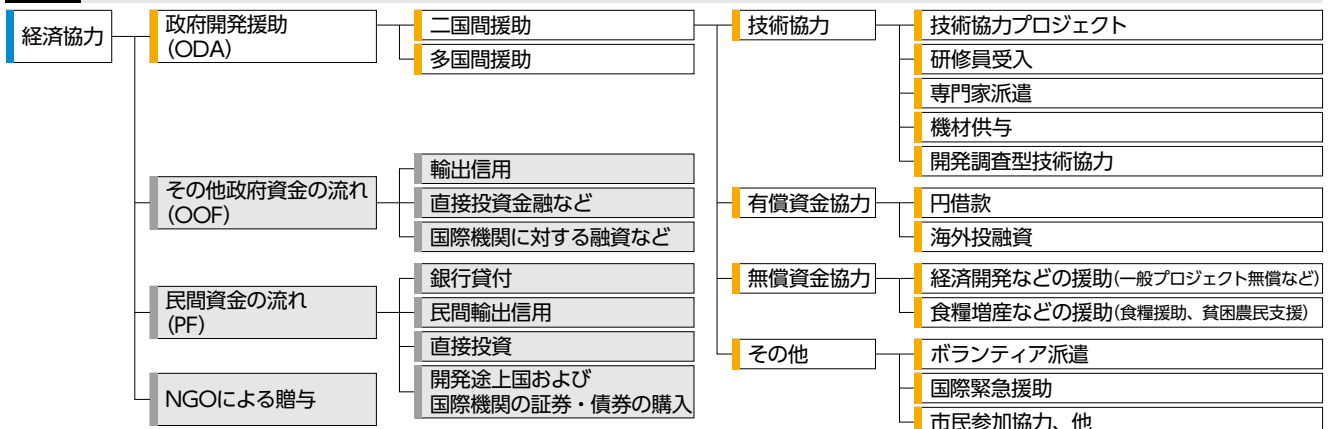 経済協力
政府開発援助
(ODA)
二国間援助
多国間援助
技術協力
技術協力プロジェクト
研修員受入
専門家派遣
機材供与
開発調査型技術協力
その他政府資金の流れ
(OOF)
輸出信用
直接投資金融など
国際機関に対する融資など
有償資金協力
円借款
海外投融資
民間資金の流れ
(PF)
銀行貸付
民間輸出信用
直接投資
開発途上国および
国際機関の証券・債券の購入
無償資金協力
経済開発などの援助(一般プロジェクト無償など)
食糧増産などの援助(食糧援助、貧困農民支援)
その他
ボランティア派遣
国際緊急援助
市民参加協力、他
NGOによる贈与